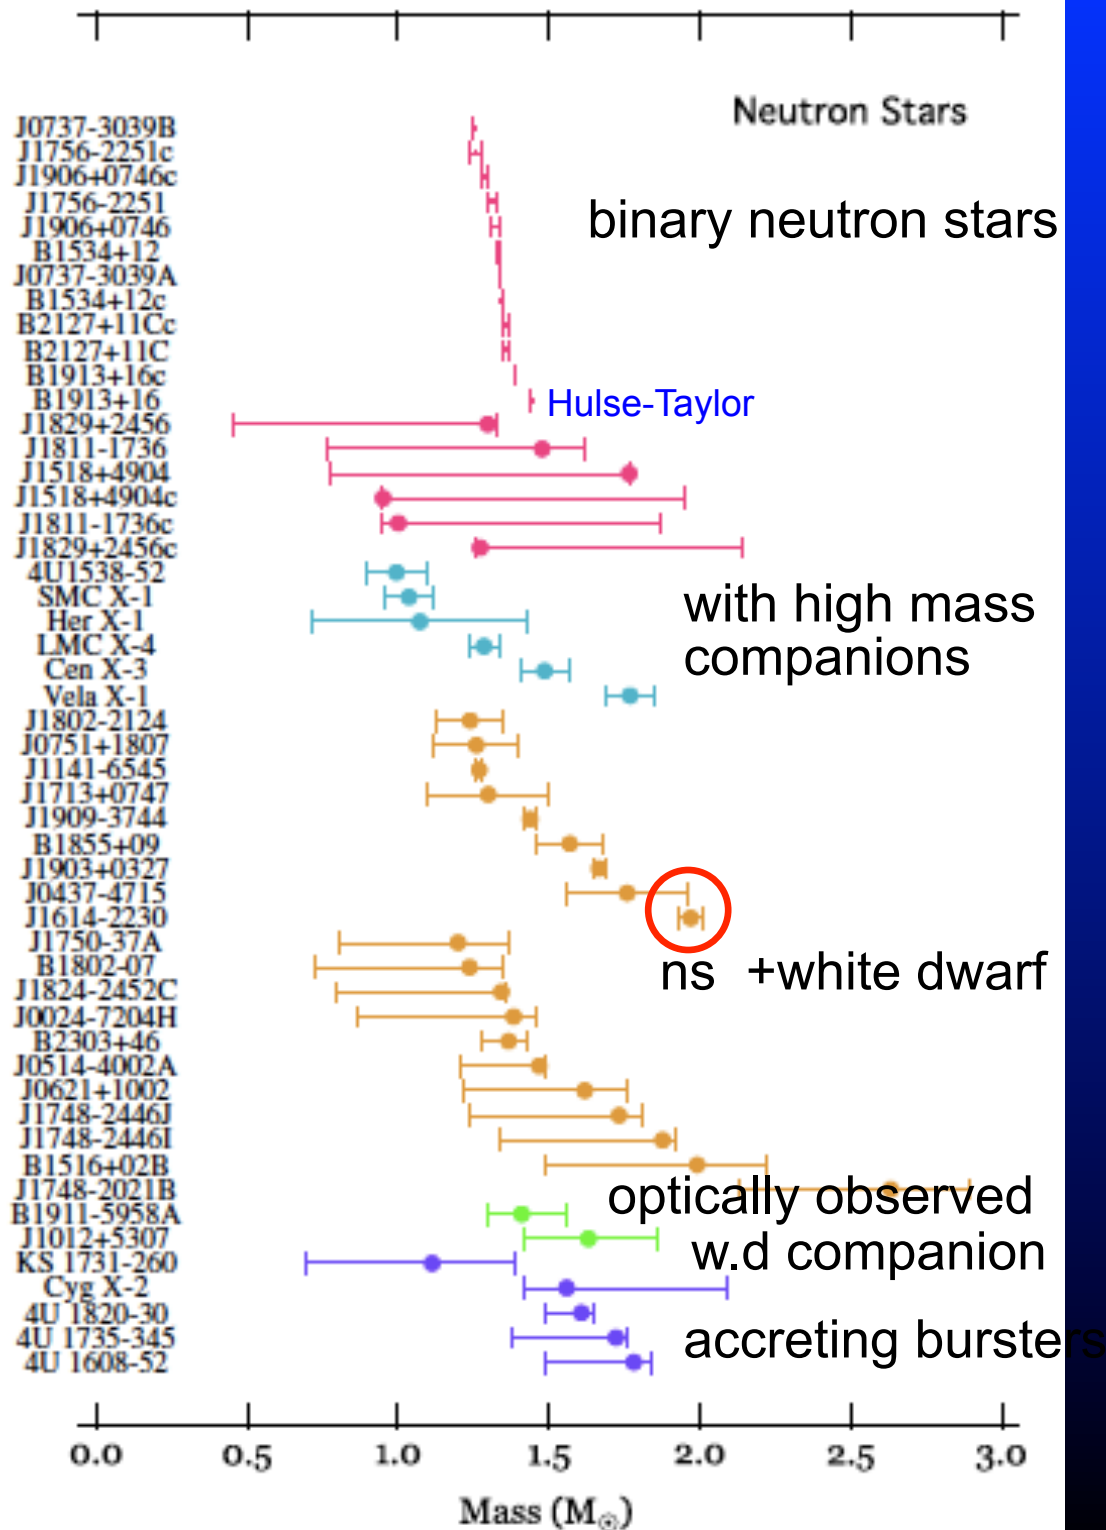 Neutron Stars
J0737-3039B
J1756-2251c
J1906+0746c
J1756-2251
binary neutron stars
J1906+0746
B1534+12
J0737-3039A
B1534+12c
B2127+11Cc
B2127+11C
B1913+16c
B1913+16
Hulse-Taylor
J1829+2456
J1811-1736
J1518+4904
J1518+4904c
J1811-1736c
J1829+2456c
4U1538-52
SMC X-1
with high mass
Her X-1
LMC X-4
companions
Cen X-3
Vela X-1
J1802-2124
J0751+1807
J1141-6545
J1713+0747
J1909-3744
B1855+09
J1903+0327
J0437-4715
J1614-2230
J1750-37A
B1802-07
ns +white dwarf
J1824-2452C
J0024-7204H
B2303+46
J0514-4002A
J0621+1002
J1748-2446J
J1748-2446I
B1516+02B
J1748-2021B
optically observed
B1911-5958A
J1012+5307
w.d companion
KS 1731-260
Cyg X-2
4U 1820-30
4U 1735-345
accreting bursters
4U 1608-52
0.0 0.5 1.0 1.5 2.0 2.5 3.0
Mass (M☉)